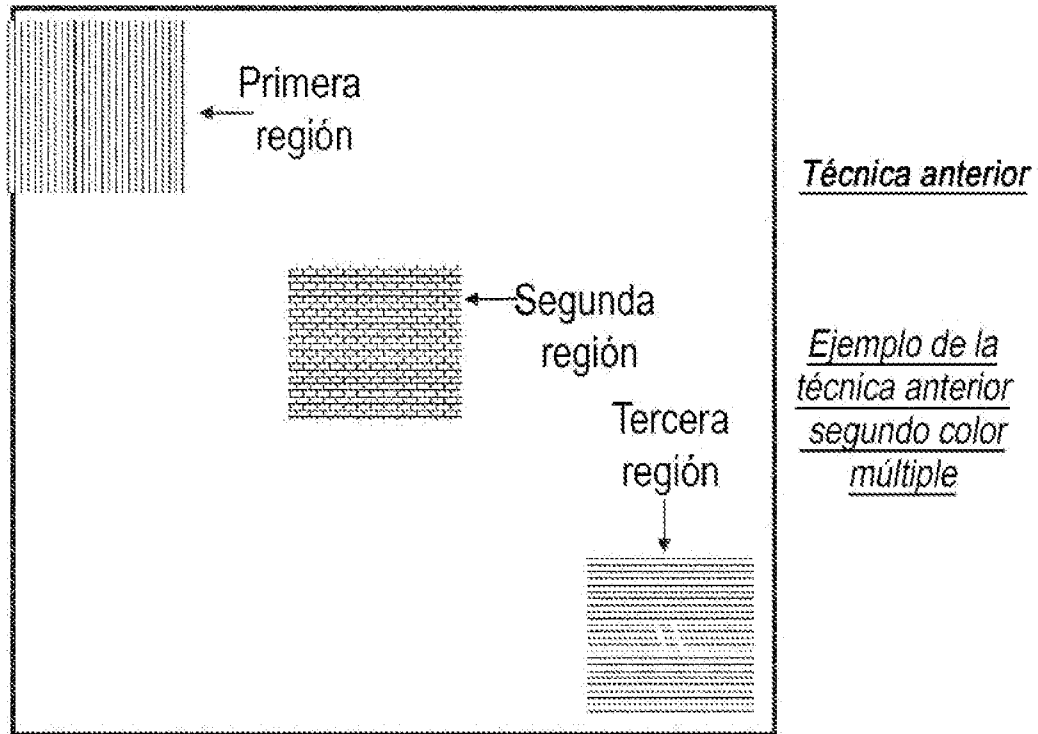 Primera
región
Segunda
región
Tercera
región
Técnica anterior
Ejemplo de la
técnica anterior
segundo color
múltiple